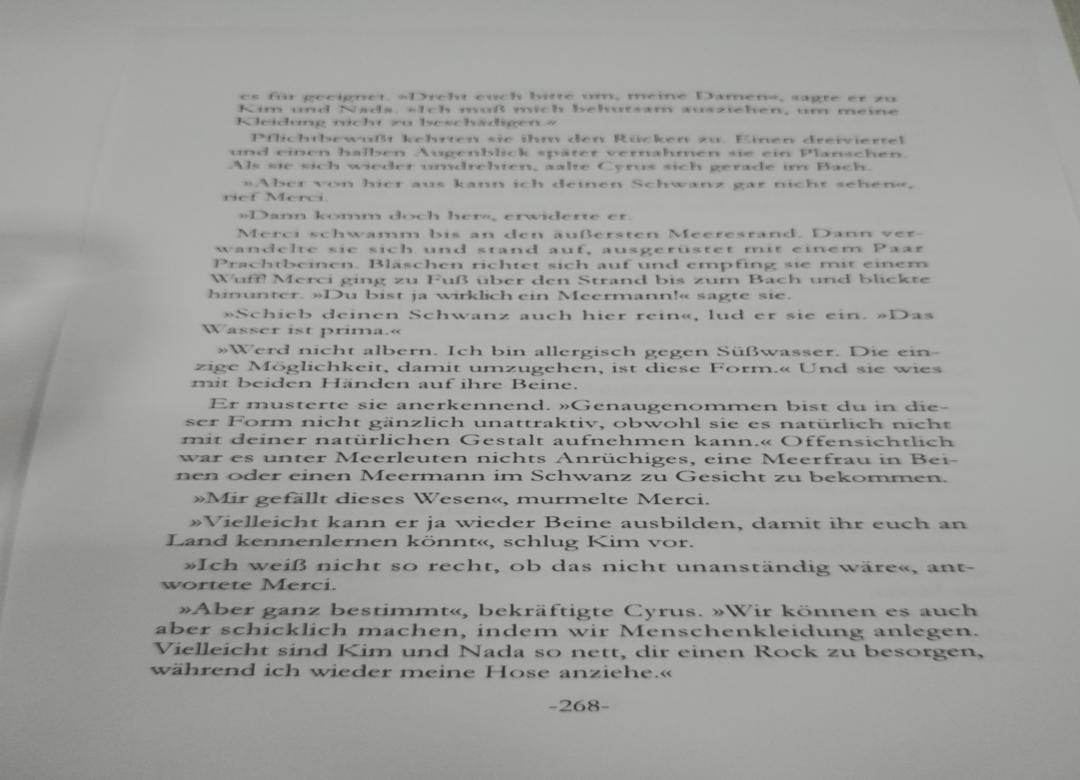 es für geeignet. »Dreht euch bitte um, meine Damen«, sagte er zu
Kim und Nada. »Ich muß mich behutsam ausziehen, um meine
Kleidung nicht zu beschädigen.«
Pflichtbewußt kehrten sie ihm den Rücken zu. Einen dreiviertel
und einen halben Augenblick später vernahmen sie ein Planschen.
Als sie sich wieder umdrehten, aalte Cyrus sich gerade im Bach.
»Aber von hier aus kann ich deinen Schwanz gar nicht sehen«,
rief Merci.
»Dann komm doch her«, erwiderte er.
Merci schwamm bis an den äußersten Meeresrand. Dann ver-
wandelte sie sich und stand auf, ausgerüstet mit einem Paar
Prachtbeinen. Bläschen richtet sich auf und empfing sie mit einem
Wuff! Merci ging zu Fuß über den Strand bis zum Bach und blickte
hinunter. »Du bist ja wirklich ein Meermann!« sagte sie.
»Schieb deinen Schwanz auch hier rein«, lud er sie ein. »Das
Wasser ist prima.«
»Werd nicht albern. Ich bin allergisch gegen Süßwasser. Die ein-
zige Möglichkeit, damit umzugehen, ist diese Form.« Und sie wies
mit beiden Händen auf ihre Beine.
Er musterte sie anerkennend. »Genaugenommen bist du in die-
ser Form nicht gänzlich unattraktiv, obwohl sie es natürlich nicht
mit deiner natürlichen Gestalt aufnehmen kann.« Offensichtlich
war es unter Meerleuten nichts Anrüchiges, eine Meerfrau in Bei-
nen oder einen Meermann im Schwanz zu Gesicht zu bekommen.
»Mir gefällt dieses Wesen«, murmelte Merci.
»Vielleicht kann er ja wieder Beine ausbilden, damit ihr euch an
Land kennenlernen könnt«, schlug Kim vor.
»Ich weiß nicht so recht, ob das nicht unanständig wäre«, ant-
wortete Merci.
»Aber ganz bestimmt«, bekräftigte Cyrus. »Wir können es auch
aber schicklich machen, indem wir Menschenkleidung anlegen.
Vielleicht sind Kim und Nada so nett, dir einen Rock zu besorgen,
während ich wieder meine Hose anziehe.«
-268-